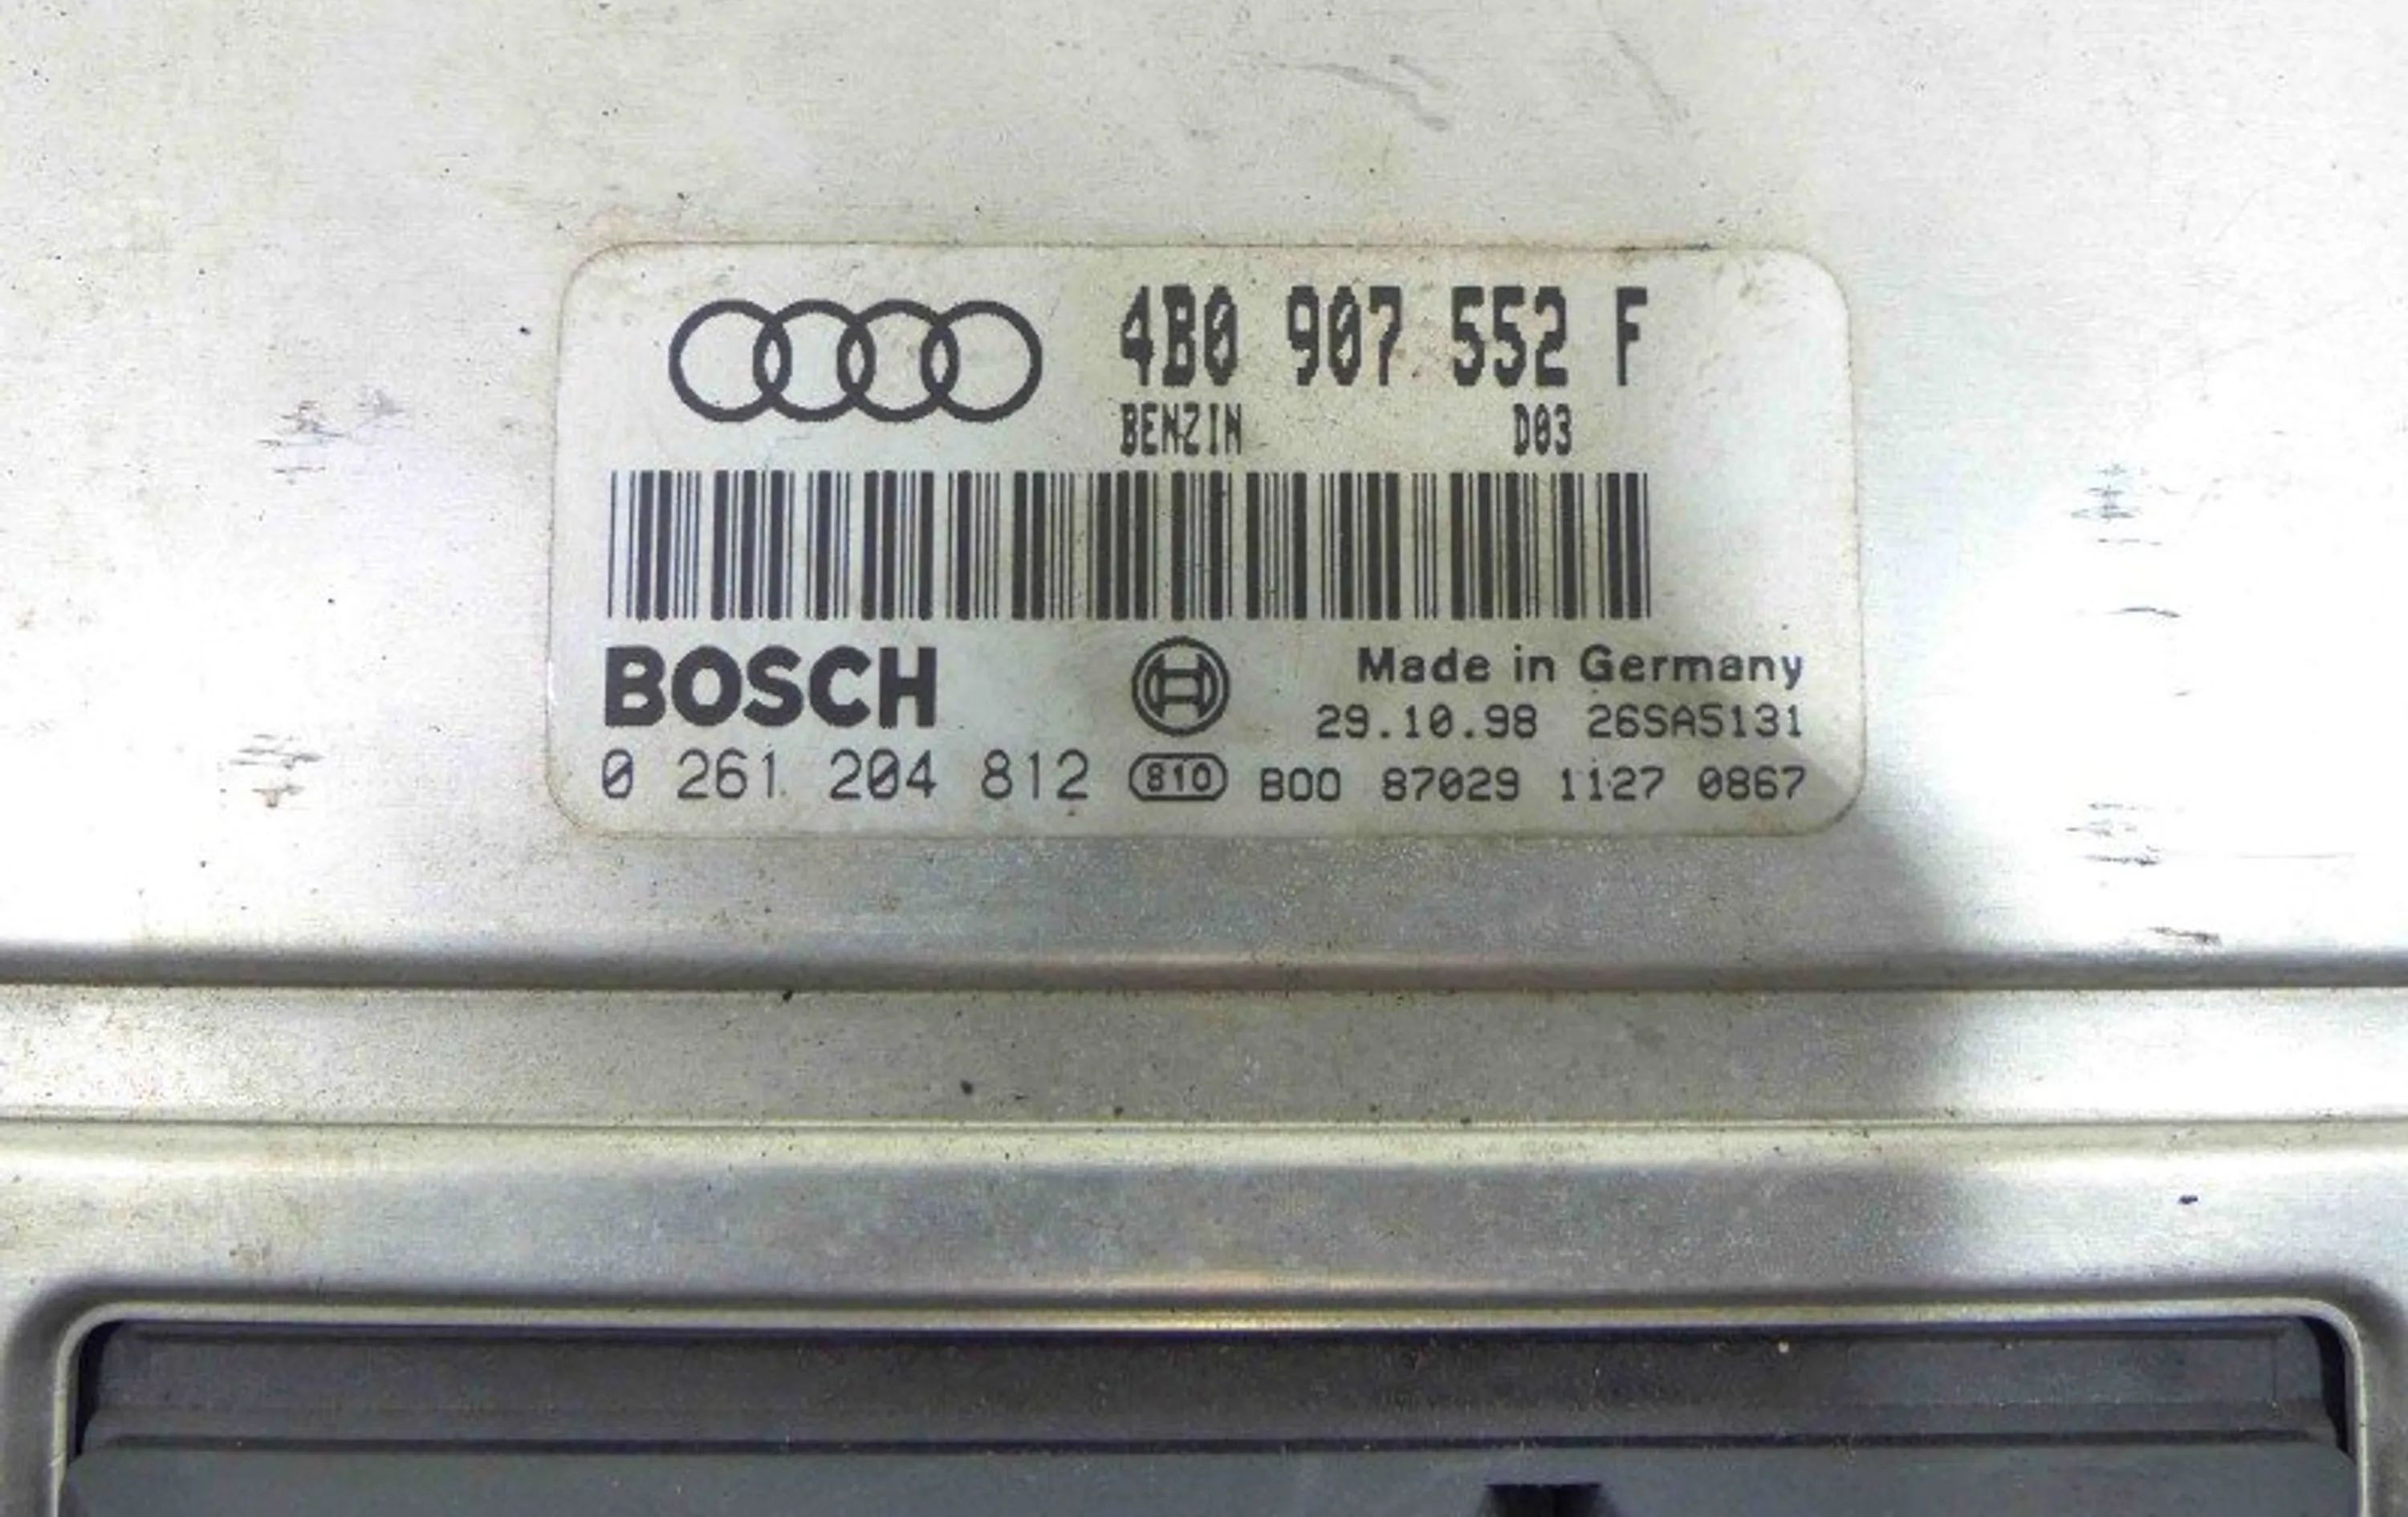 4B0 907 552 F
BENZIN D03
BOSCH
Made in Germany
29.10.98 26SA5131
0 261 204 812 810 B00 87029 1127 0867